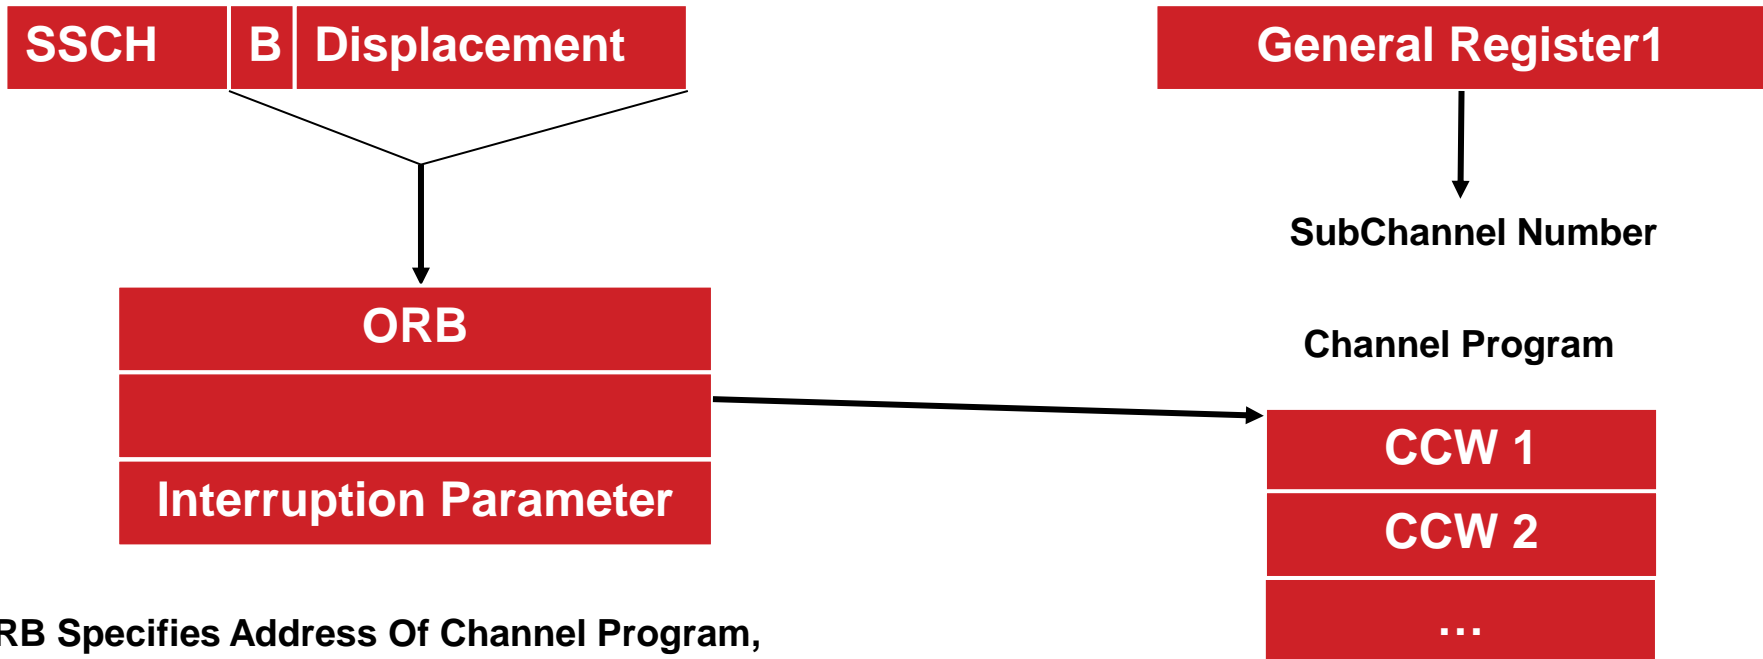 SSCH B Displacement
General Register1
SubChannel Number
ORB
Channel Program
Interruption Parameter
CCW 1
CCW 2
...
RB Specifies Address Of Channel Program,